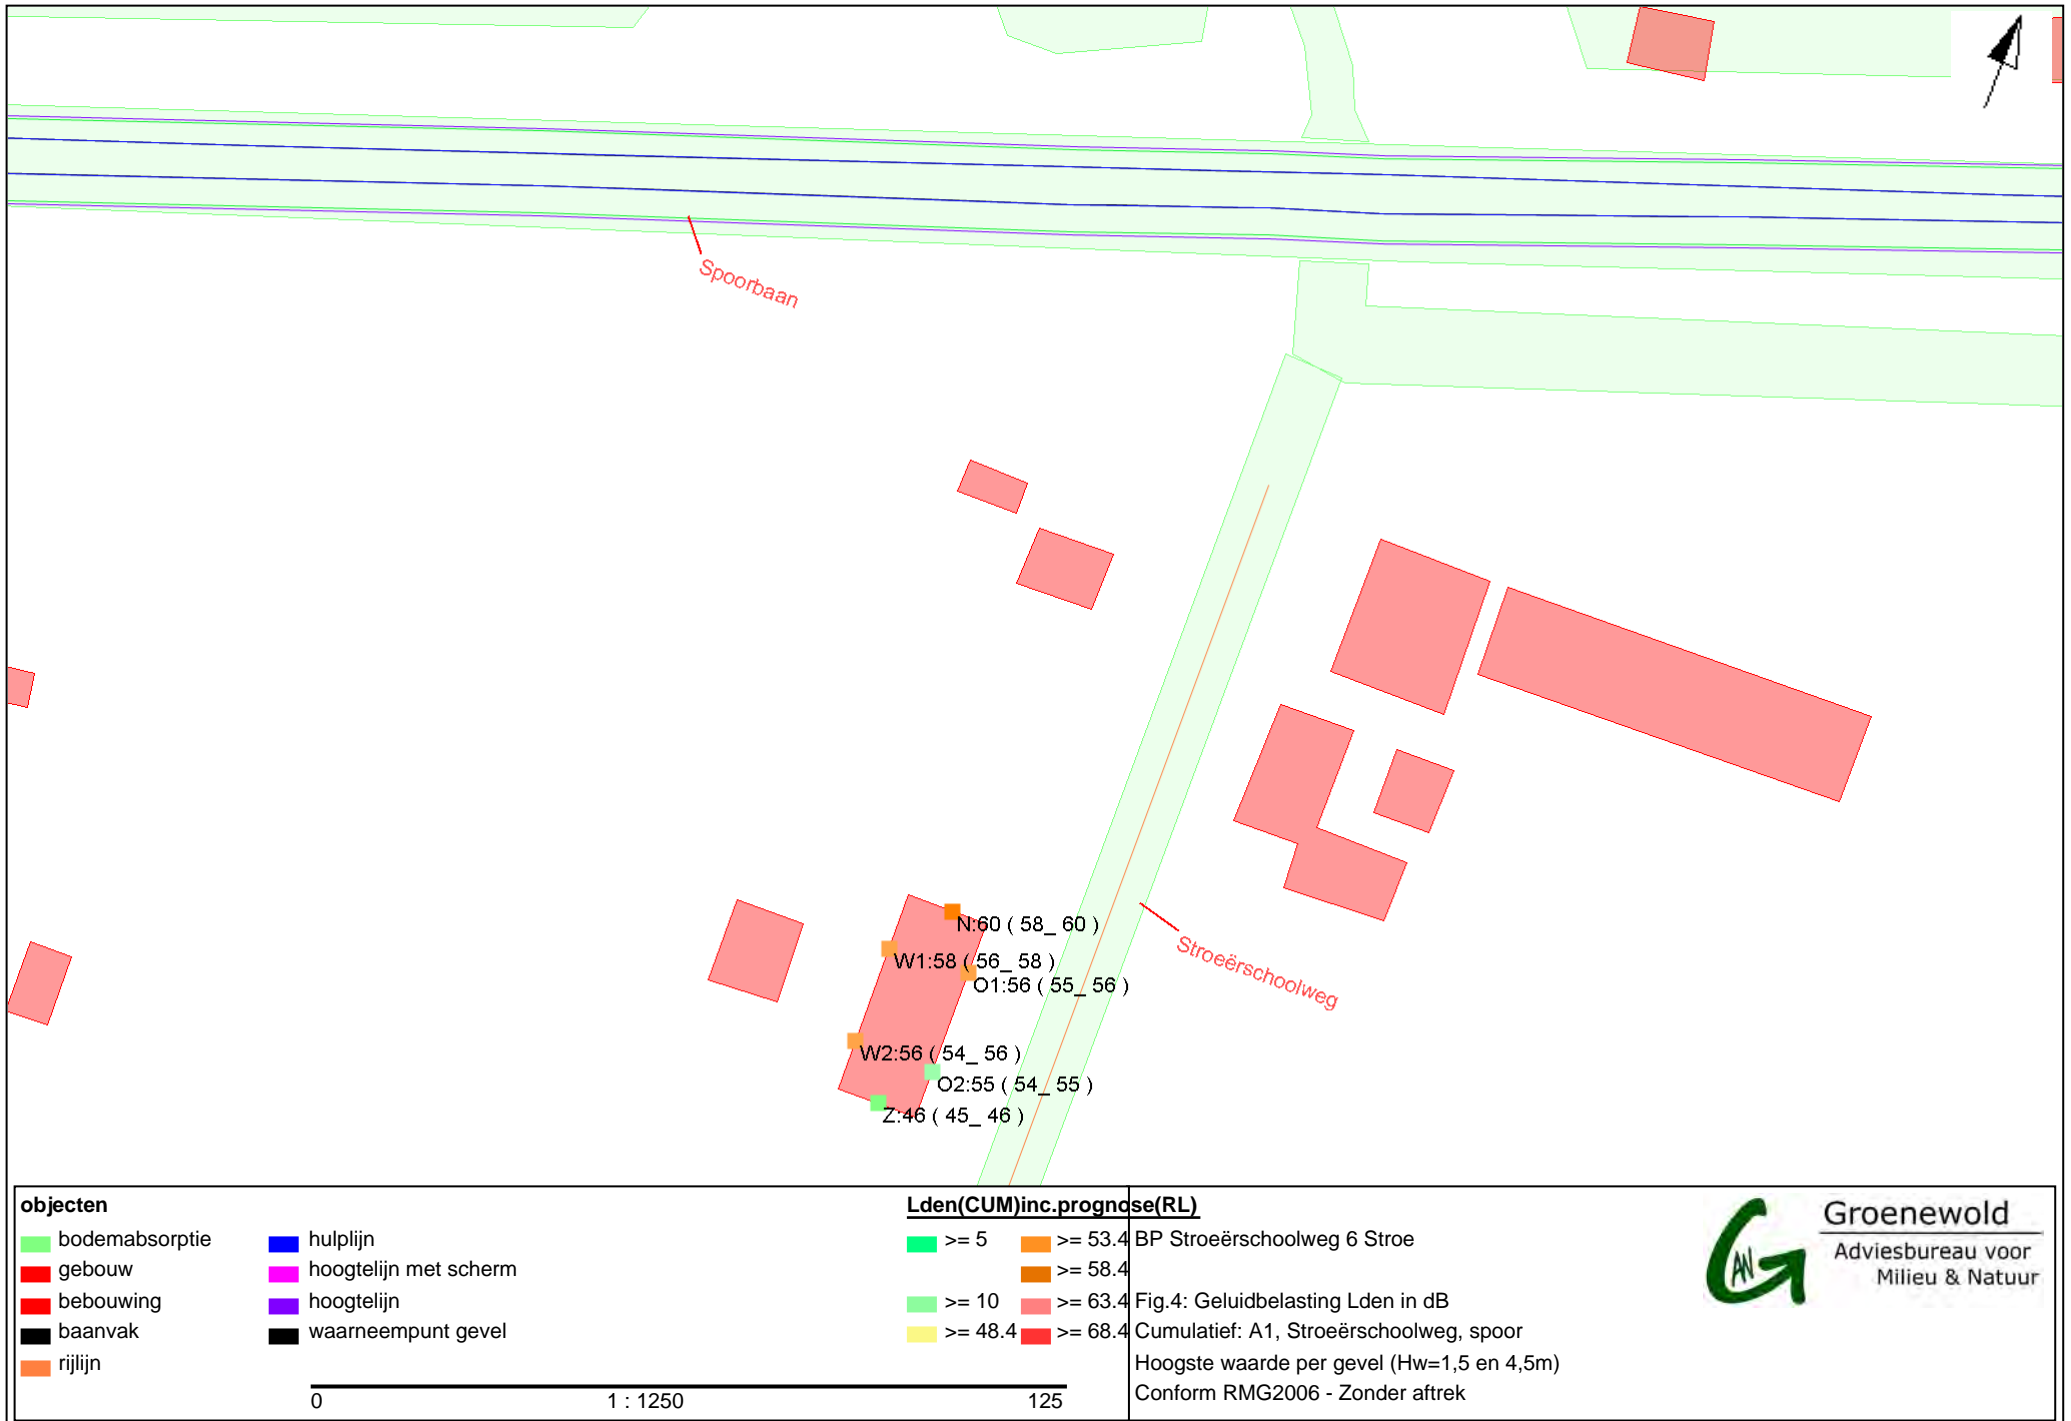 Spoorbaan
N:60 ( 58_ 60 )
W1:58 ( 56_ 58 )
O1:56 ( 55_ 56 )
Stroeërschoolweg
W2:56 ( 54_ 56 )
O2:55 ( 54_ 55 )
Z:46 ( 45_ 46 )
objecten
bodemabsorptie
gebouw
bebouwing
baanvak
rijlijn
hulplijn
hoogtelijn met scherm
hoogtelijn
waarneempunt gevel
0 1 : 1250 125
Lden(CUM)inc.prognose(RL)
>= 5
>= 10
>= 48.4
>= 53.4
>= 58.4
>= 63.4
>= 68.4
BP Stroeërschoolweg 6 Stroe
Fig.4: Geluidbelasting Lden in dB
Cumulatief: A1, Stroeërschoolweg, spoor
Hoogste waarde per gevel (Hw=1,5 en 4,5m)
Conform RMG2006 - Zonder aftrek
G AN
Groenewold
Adviesbureau voor
Milieu & Natuur